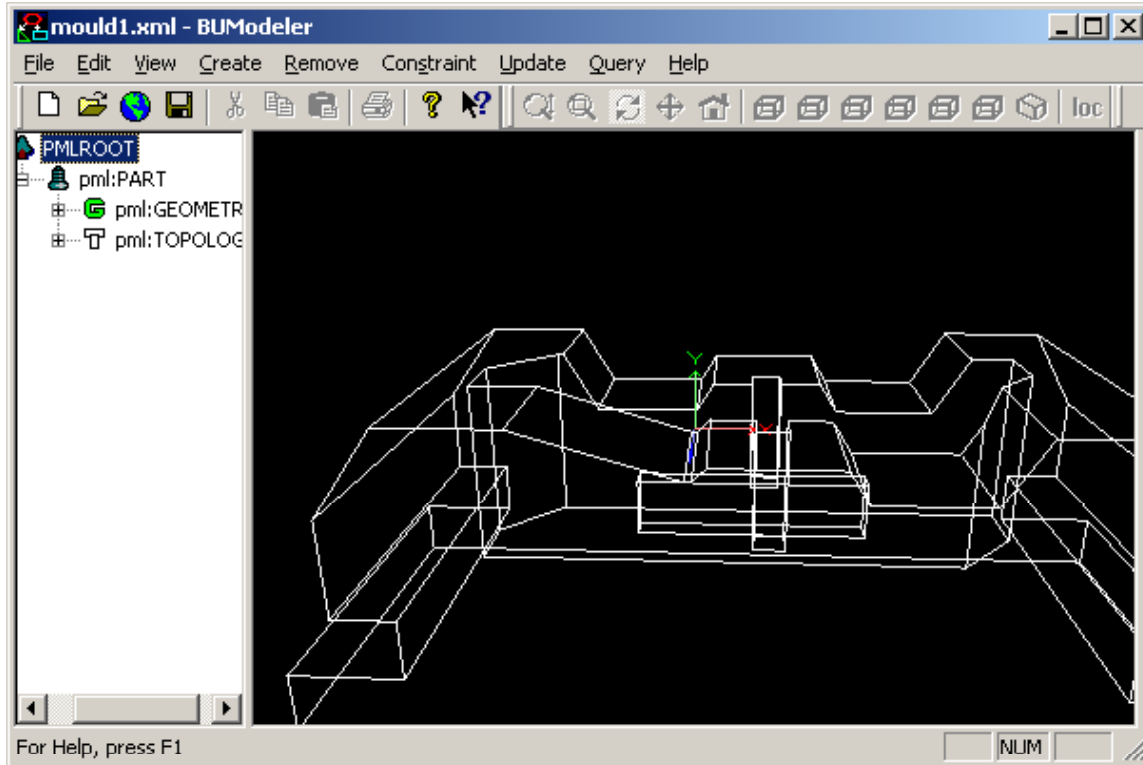 mould1.xml - BUModeler
File Edit View Create Remove Constraint Update Query Help
loc
PMLROOT
pml:PART
pml:GEOMETR
pml:TOPOLOG
Y
X
For Help, press F1
NUM